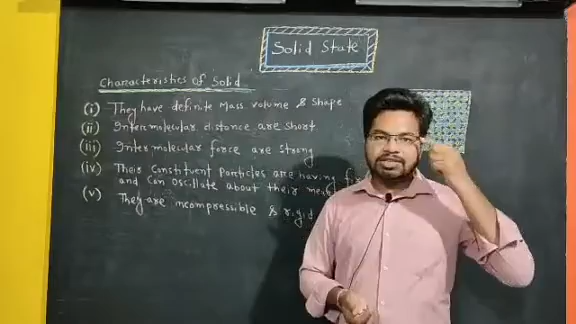 Solid State
Characteristics of Solid
(i) They have definite Mass, volume & Shape
(ii) Intermolecular distance are short
(iii) Intermolecular force are strong
(iv) Their Constituent Particles are having
and Can Oscillate about their
(v) They are incompressible & rigid